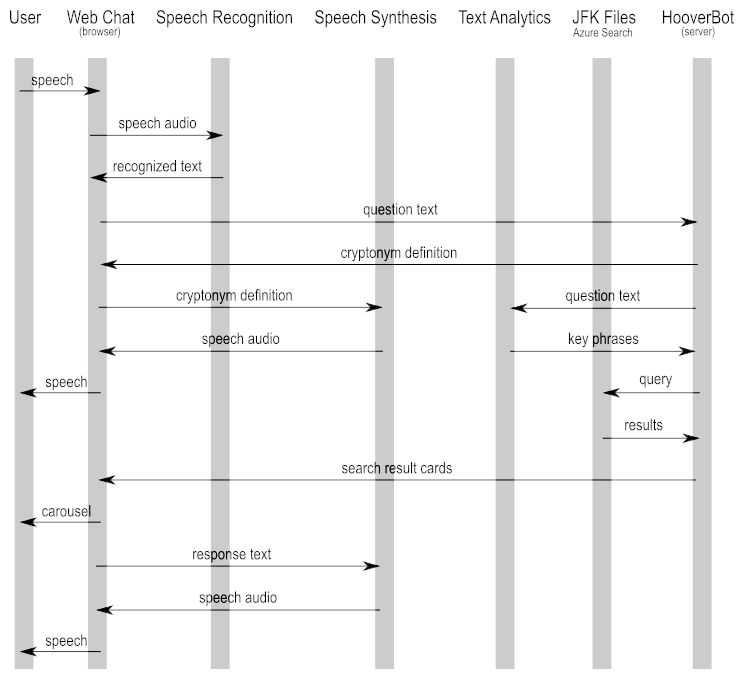 User Web Chat Speech Recognition Speech Synthesis Text Analytics JFK Files HooverBot
(browser) Azure Search (server)
speech
speech audio
recognized text
question text
cryptonym definition
cryptonym definition question text
speech audio key phrases
speech query
results
search result cards
carousel
response text
speech audio
speech